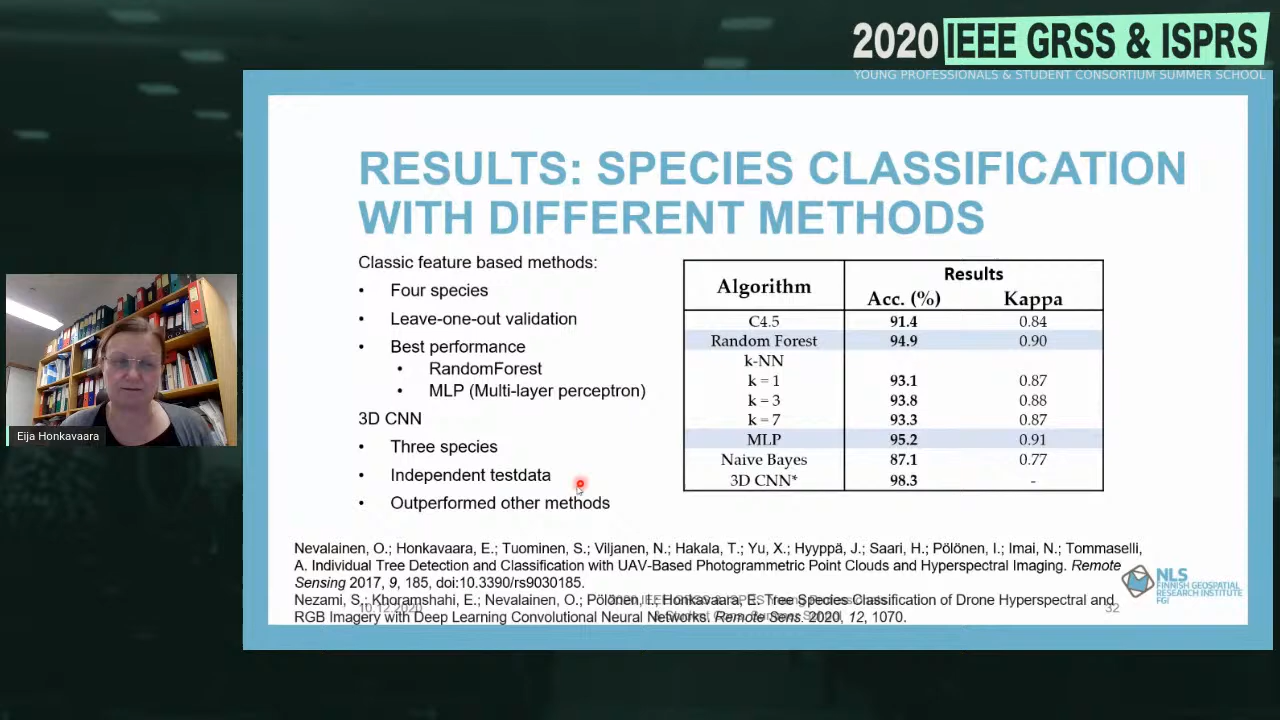 2020 IEEE GRSS & ISPRS
YOUNG PROFESSIONALS & STUDENT CONSORTIUM SUMMER SCHOOL
RESULTS: SPECIES CLASSIFICATION
WITH DIFFERENT METHODS
Classic feature based methods:
• Four species
• Leave-one-out validation
• Best performance
• RandomForest
• MLP (Multi-layer perceptron)
3D CNN
• Three species
• Independent testdata
• Outperformed other methods
Results
Algorithm Acc. (%) Kappa
C4.5 91.4 0.84
Random Forest 94.9 0.90
k-NN
k = 1 93.1 0.87
k = 3 93.8 0.88
k = 7 93.3 0.87
MLP 95.2 0.91
Naive Bayes 87.1 0.77
3D CNN* 98.3 -
Eija Honkavaara
Nevalainen, O.; Honkavaara, E.; Tuominen, S.; Viljanen, N.; Hakala, T.; Yu, X.; Hyyppä, J.; Saari, H.; Pölönen, I.; Imai, N.; Tommaselli,
A. Individual Tree Detection and Classification with UAV-Based Photogrammetric Point Clouds and Hyperspectral Imaging. Remote
Sensing 2017, 9, 185, doi:10.3390/rs9030185.
Nezami, S.; Khoramshahi, E.; Nevalainen, O.; Pölönen, I.; Honkavaara, E. Tree Species Classification of Drone Hyperspectral and
RGB Imagery with Deep Learning Convolutional Neural Networks. Remote Sens. 2020, 12, 1070.
10.12.2020
32
NLS
FINNISH GEOSPATIAL
RESEARCH INSTITUTE
FGI